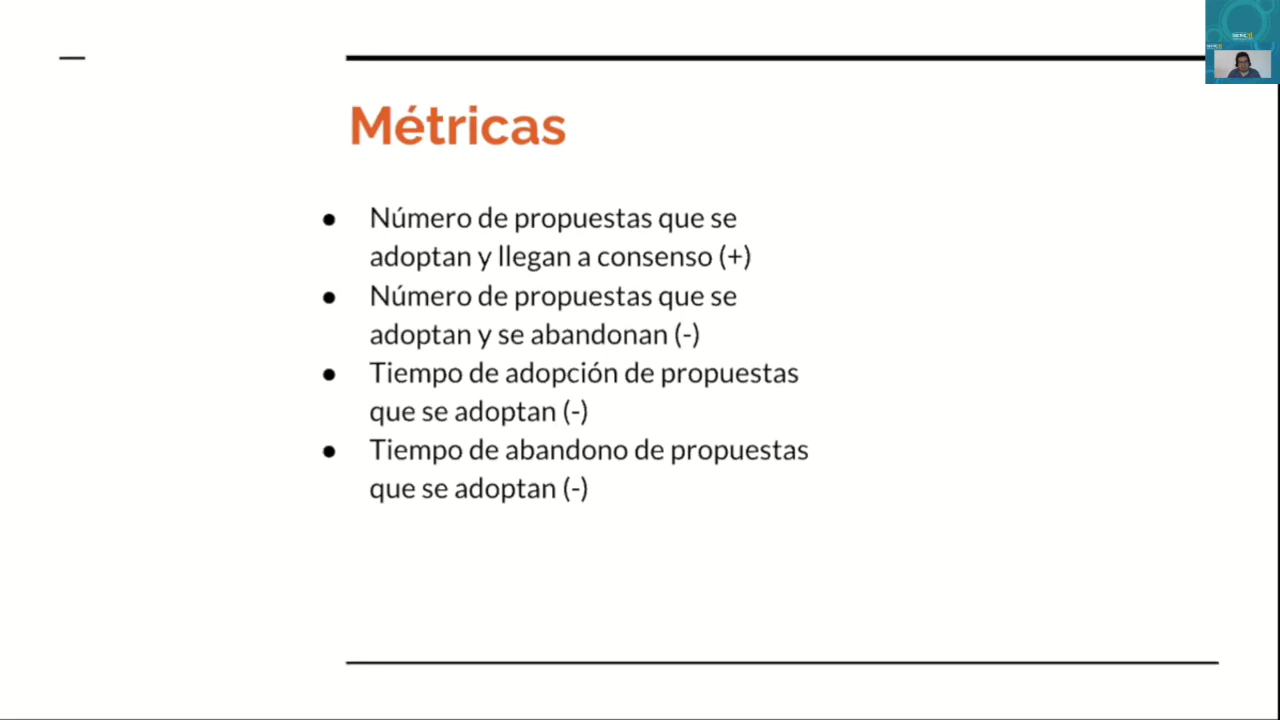 Métricas
● Número de propuestas que se
adoptan y llegan a consenso (+)
● Número de propuestas que se
adoptan y se abandonan (-)
● Tiempo de adopción de propuestas
que se adoptan (-)
● Tiempo de abandono de propuestas
que se adoptan (-)